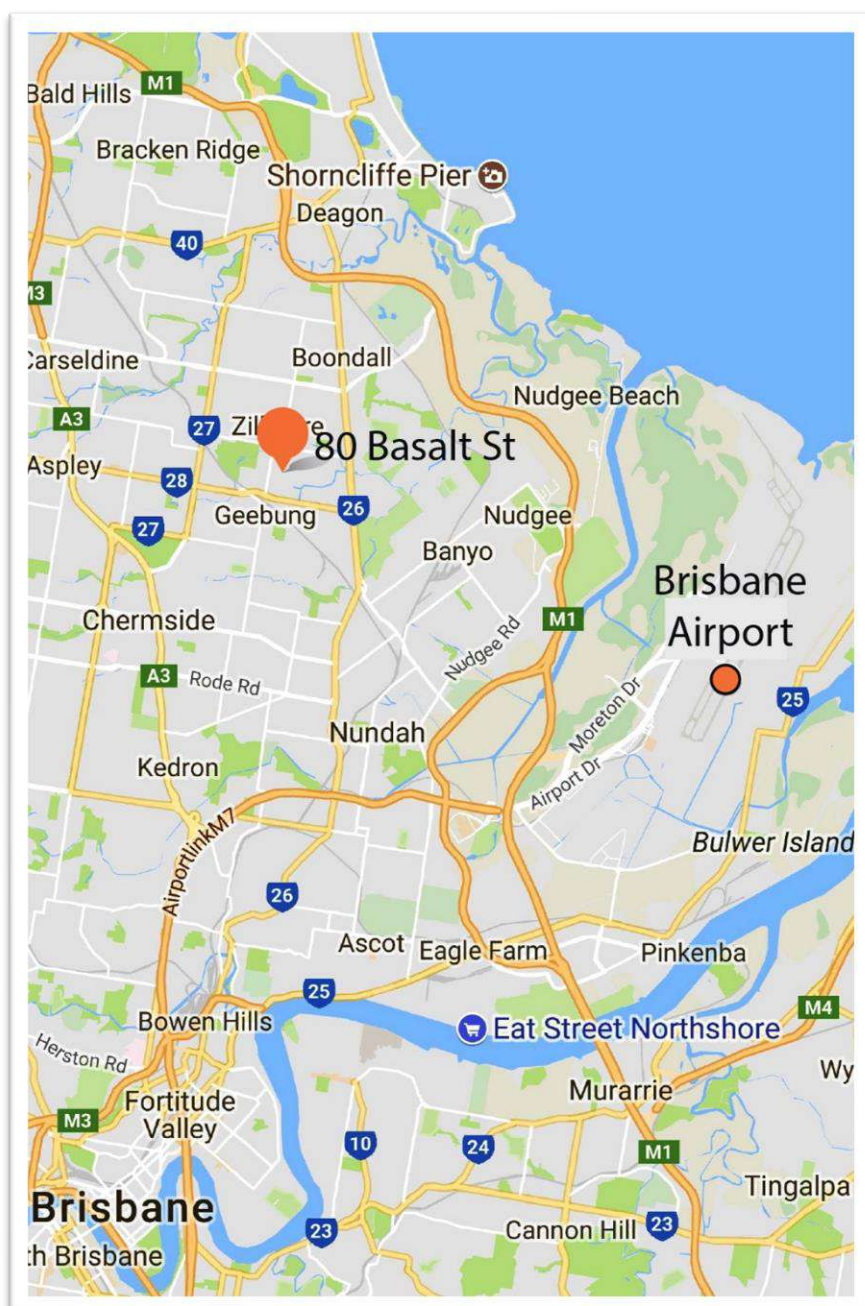 M1
Bald Hills
Bracken Ridge
Shorncliffe Pier
Deagon
40
M3
Carseldine
Boondall
Nudgee Beach
A3
27
80 Basalt St
Aspley
28
26
Geebung
27
Nudgee
Banyo
Brisbane
Airport
M1
Chermside
Nudgee Rd
A3
Rode Rd
25
Moreton Dr
Nundah
Kedron
Airport Dr
AirportlinkM7
Bulwer Island
26
Ascot
Eagle Farm
Pinkenba
25
M4
Bowen Hills
Eat Street Northshore
Herston Rd
Wy
Murarrie
Fortitude
Valley
M3
10
24
M1
Tingalpa
Brisbane
23
Cannon Hill
23
th Brisbane